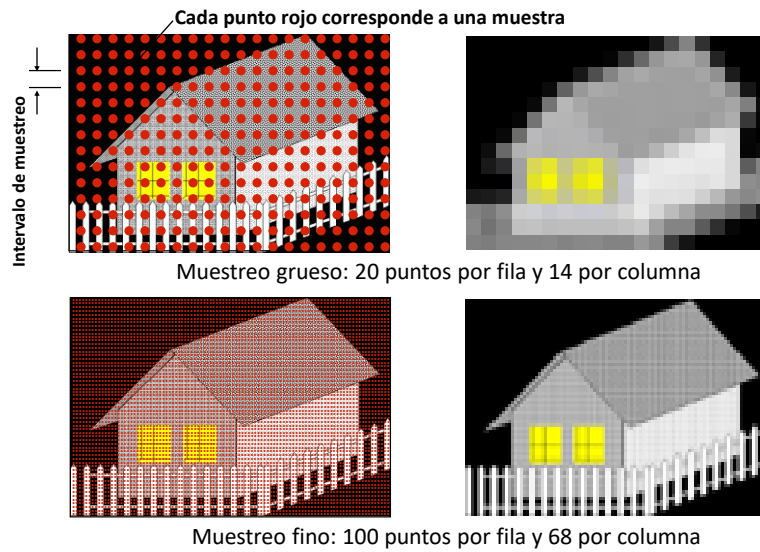 Cada punto rojo corresponde a una muestra
Intervalo de muestreo
Muestreo grueso: 20 puntos por fila y 14 por columna
Muestreo fino: 100 puntos por fila y 68 por columna